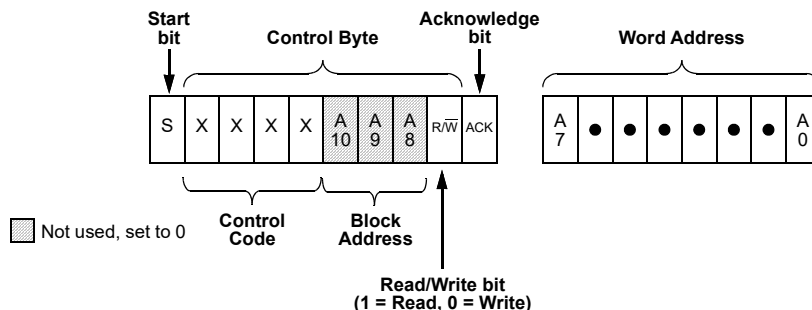 Start
bit
Control Byte
Acknowledge
bit
Word Address
S X X X X A
10 A
9 A
8 R/W̅ ACK A
7 ● ● ● ● ● ● A
0
Control
Code
Block
Address
Not used, set to 0
Read/Write bit
(1 = Read, 0 = Write)